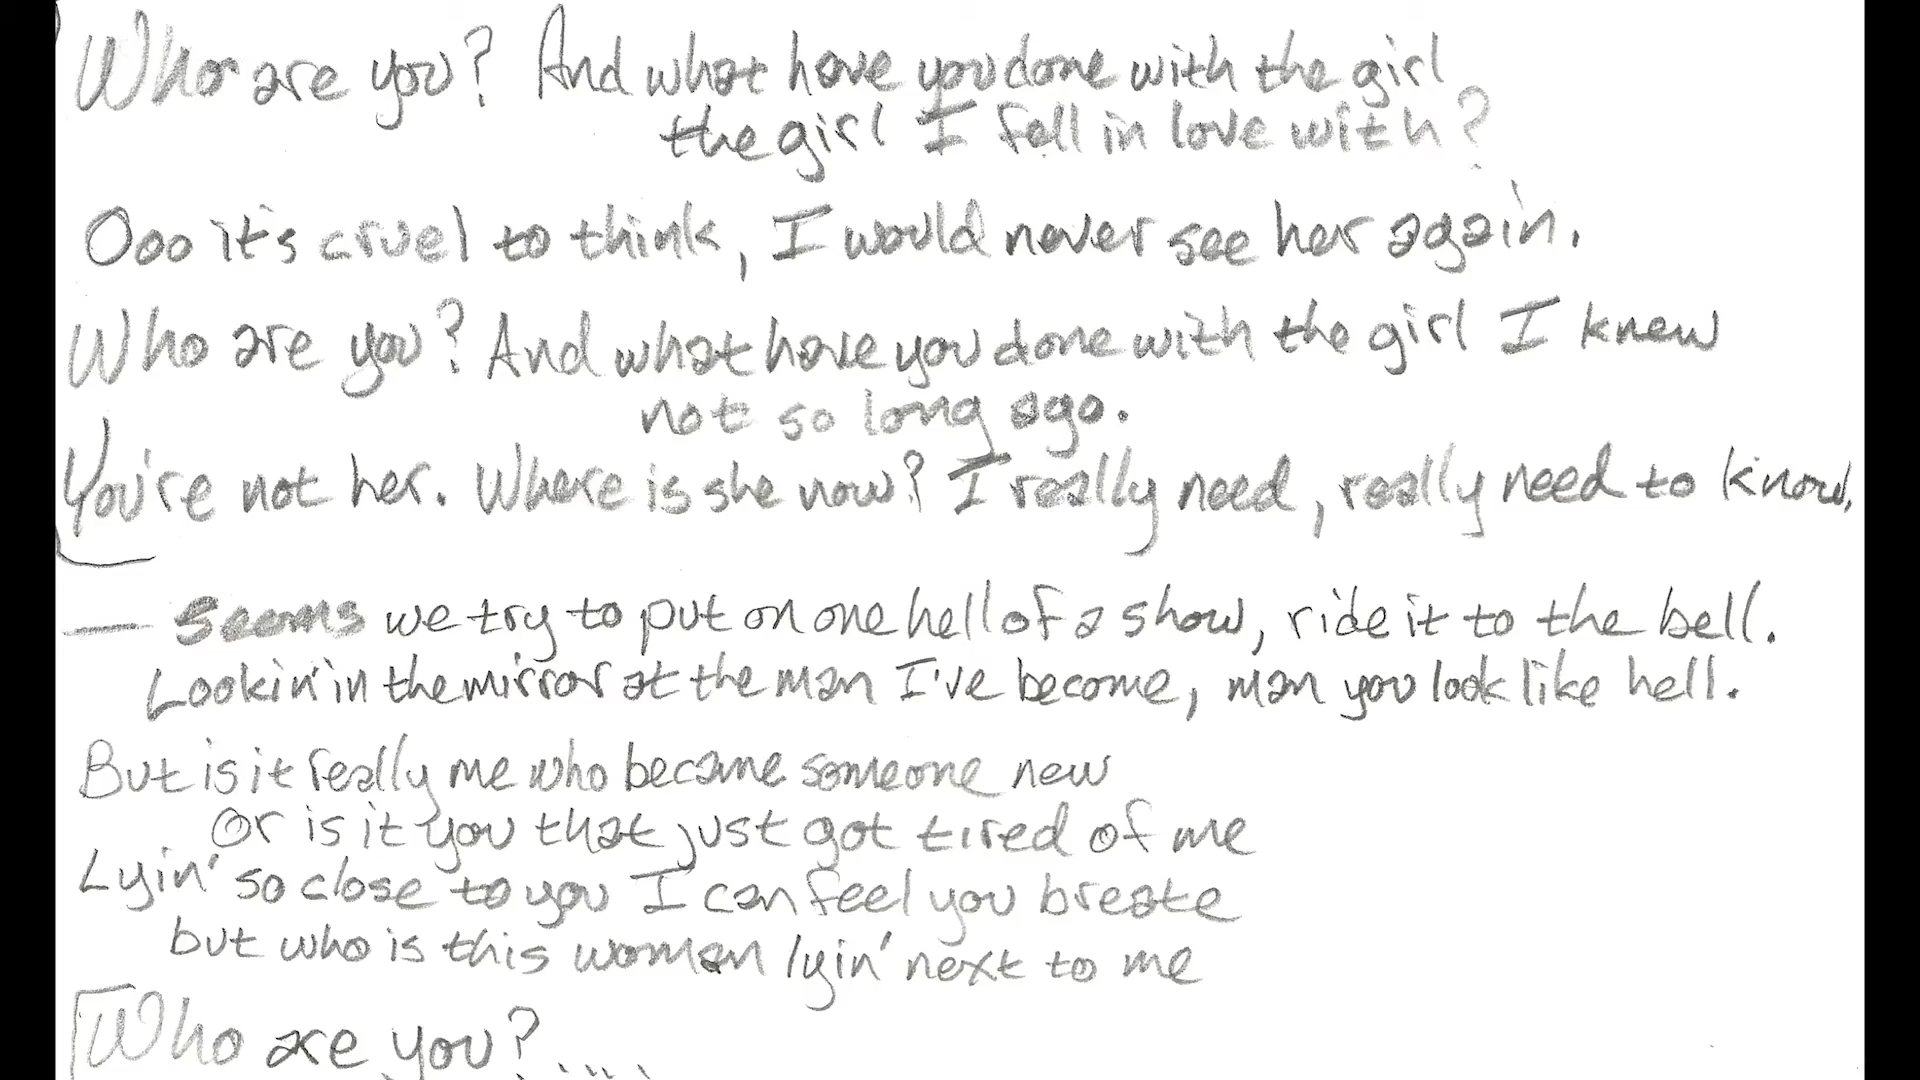 Who are you? And what have you done with the girl
the girl I fell in love with?
Ooo it's cruel to think, I would never see her again.
Who are you? And what have you done with the girl I knew
not so long ago.
You're not her. Where is she now? I really need, really need to know.
— Seems we try to put on one hell of a show, ride it to the bell.
Lookin' in the mirror at the man I've become, man you look like hell.
But is it really me who became someone new
Or is it you that just got tired of me
Lyin' so close to you I can feel you breate
but who is this woman lyin' next to me
Who are you?.....